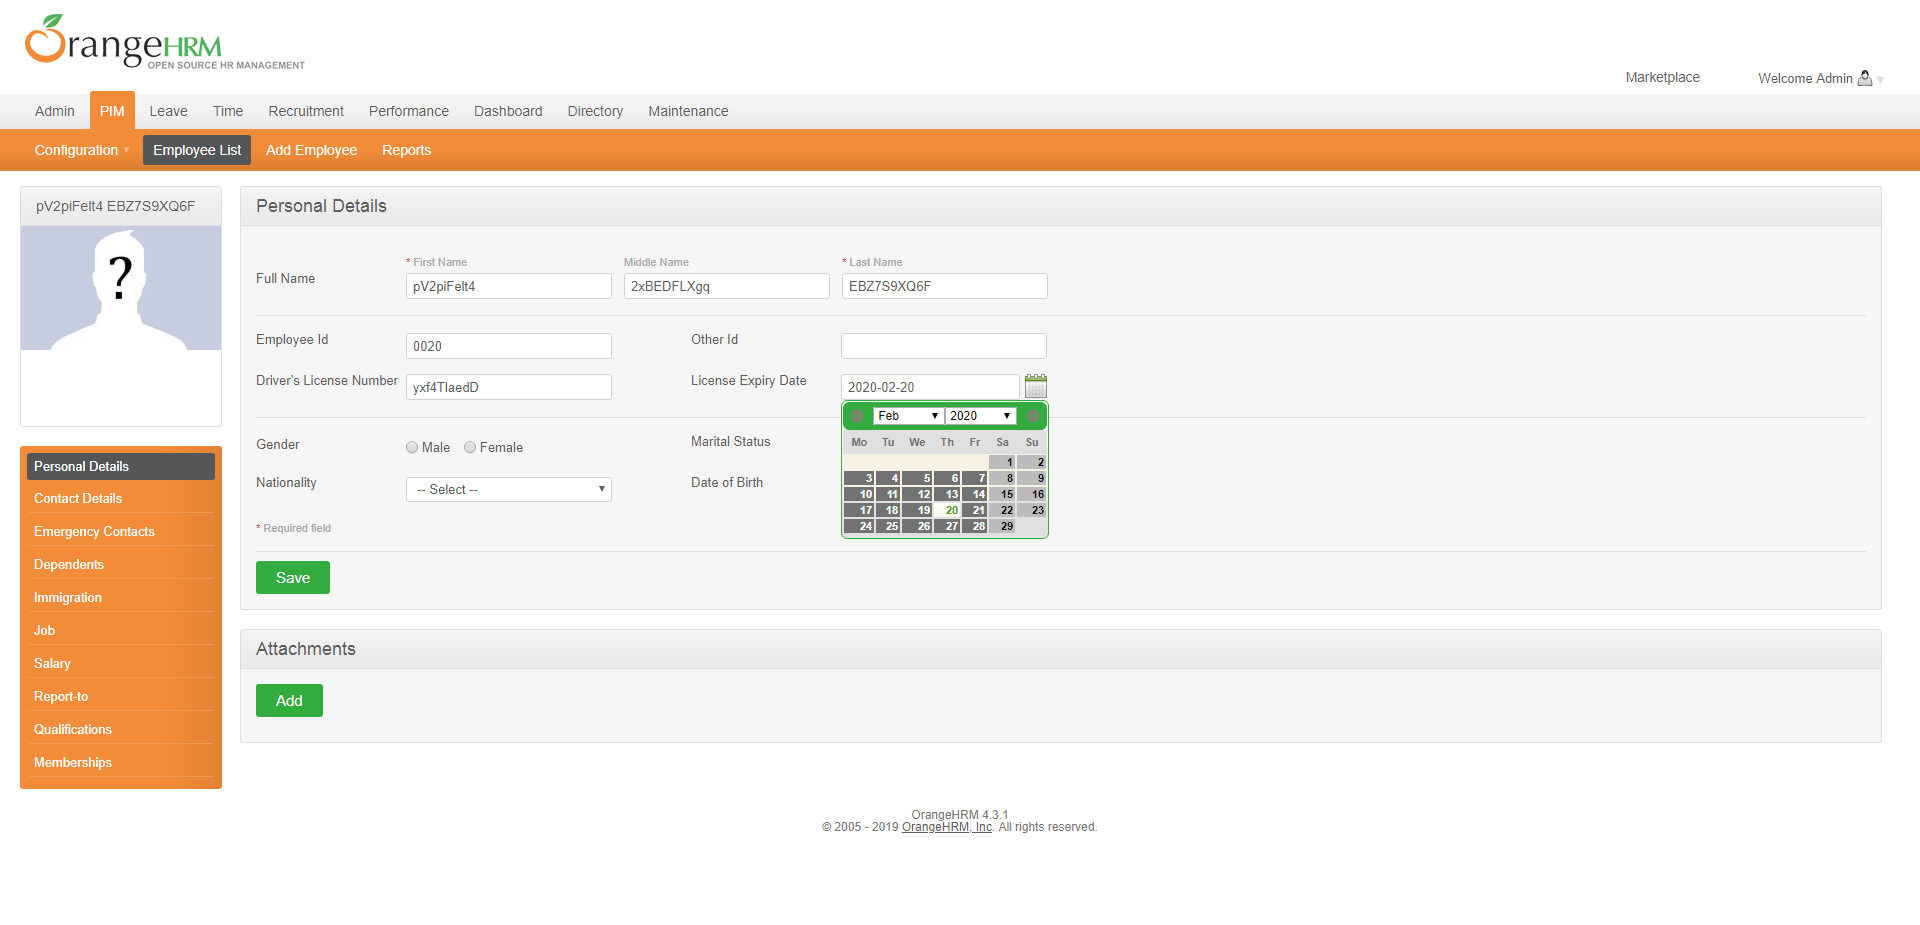 OrangeHRM
OPEN SOURCE HR MANAGEMENT
Marketplace
Welcome Admin
Admin PIM Leave Time Recruitment Performance Dashboard Directory Maintenance
Configuration Employee List Add Employee Reports
pV2piFelt4 EBZ7S9XQ6F
?
Personal Details
* First Name Middle Name * Last Name
Full Name pV2piFelt4 2xBEDFLXgq EBZ7S9XQ6F
Employee Id 0020 Other Id
Driver's License Number yxf4TlaedD License Expiry Date 2020-02-20
Feb 2020
Mo Tu We Th Fr Sa Su
1 2
3 4 5 6 7 8 9
10 11 12 13 14 15 16
17 18 19 20 21 22 23
24 25 26 27 28 29
Gender Male Female Marital Status
Nationality -- Select -- Date of Birth
* Required field
Save
Personal Details
Contact Details
Emergency Contacts
Dependents
Immigration
Job
Salary
Report-to
Qualifications
Memberships
Attachments
Add
OrangeHRM 4.3.1
© 2005 - 2019 OrangeHRM, Inc. All rights reserved.